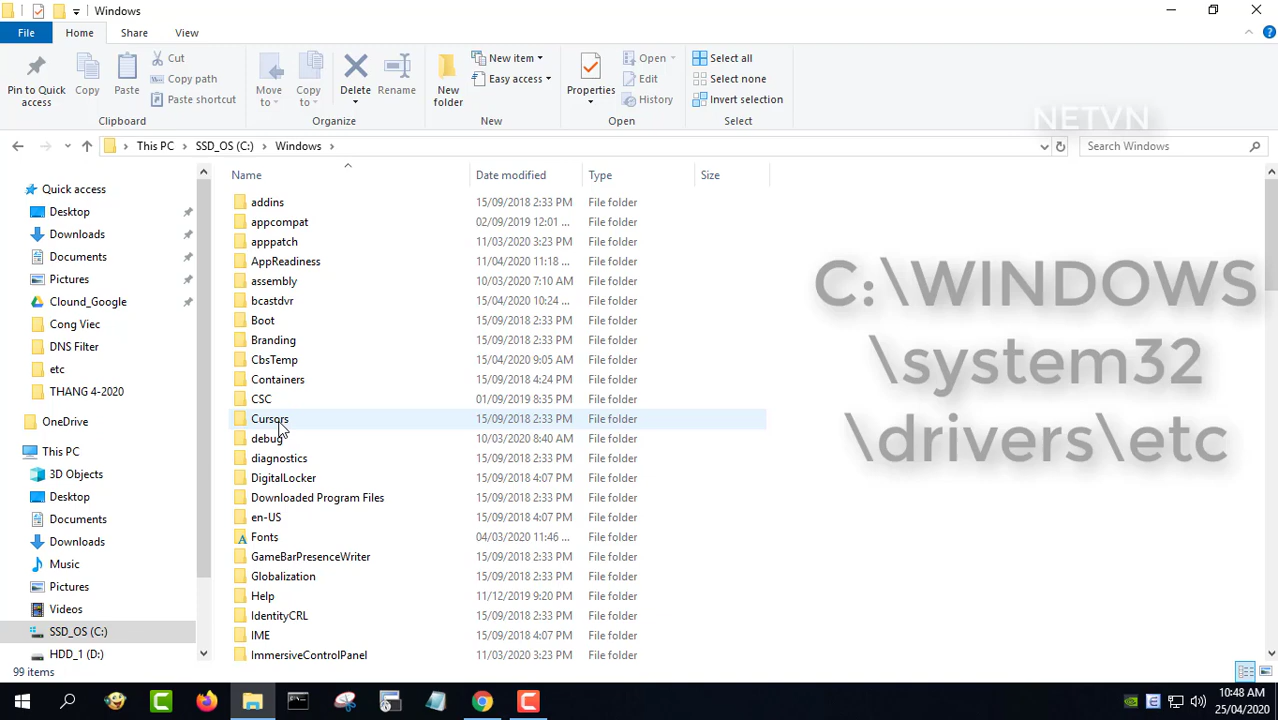 Windows
File
Home
Share
View
Pin to Quick access
Copy
Paste
Cut
Copy path
Paste shortcut
Clipboard
Move to
Copy to
Delete
Rename
Organize
New folder
New item
Easy access
New
Properties
Open
Edit
History
Open
Select all
Select none
Invert selection
Select
NETVN
This PC > SSD_OS (C:) > Windows >
Search Windows
Quick access
Desktop
Downloads
Documents
Pictures
Clound_Google
Cong Viec
DNS Filter
etc
THANG 4-2020
OneDrive
This PC
3D Objects
Desktop
Documents
Downloads
Music
Pictures
Videos
SSD_OS (C:)
HDD_1 (D:)
Name Date modified Type Size
addins 15/09/2018 2:33 PM File folder
appcompat 02/09/2019 12:01 ... File folder
apppatch 11/03/2020 3:23 PM File folder
AppReadiness 11/04/2020 11:18 ... File folder
assembly 10/03/2020 7:10 AM File folder
bcastdvr 15/04/2020 10:24 ... File folder
Boot 15/09/2018 2:33 PM File folder
Branding 15/09/2018 2:33 PM File folder
CbsTemp 15/04/2020 9:05 AM File folder
Containers 15/09/2018 4:24 PM File folder
CSC 01/09/2019 8:35 PM File folder
Cursors 15/09/2018 2:33 PM File folder
debug 10/03/2020 8:40 AM File folder
diagnostics 15/09/2018 2:33 PM File folder
DigitalLocker 15/09/2018 4:07 PM File folder
Downloaded Program Files 15/09/2018 2:33 PM File folder
en-US 15/09/2018 4:07 PM File folder
Fonts 04/03/2020 11:46 ... File folder
GameBarPresenceWriter 15/09/2018 2:33 PM File folder
Globalization 15/09/2018 2:33 PM File folder
Help 11/12/2019 9:20 PM File folder
IdentityCRL 15/09/2018 2:33 PM File folder
IME 15/09/2018 4:07 PM File folder
ImmersiveControlPanel 11/03/2020 3:23 PM File folder
C:\WINDOWS
\system32
\drivers\etc
99 items
10:48 AM
25/04/2020